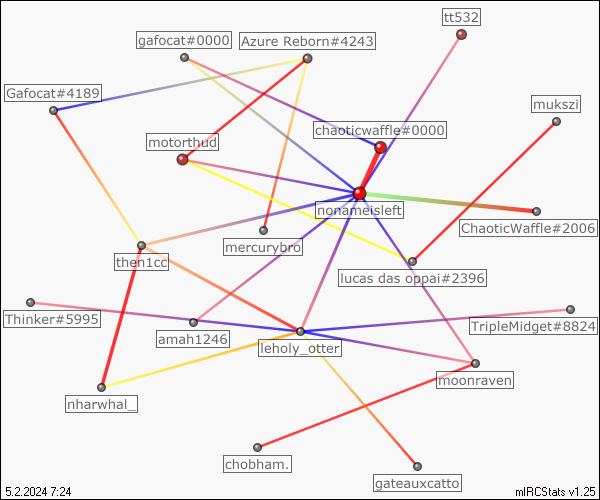 tt532
gafocat#0000
Azure Reborn#4243
Gafocat#4189
mukszi
chaoticwaffle#0000
motorthud
nonameisleft
ChaoticWaffle#2006
mercurybro
then1cc
lucas das oppai#2396
Thinker#5995
TripleMidget#8824
amah1246
leholy_otter
moonraven
nharwhal_
chobham.
gateauxcatto
5.2.2024 7:24
mIRCStats v1.25